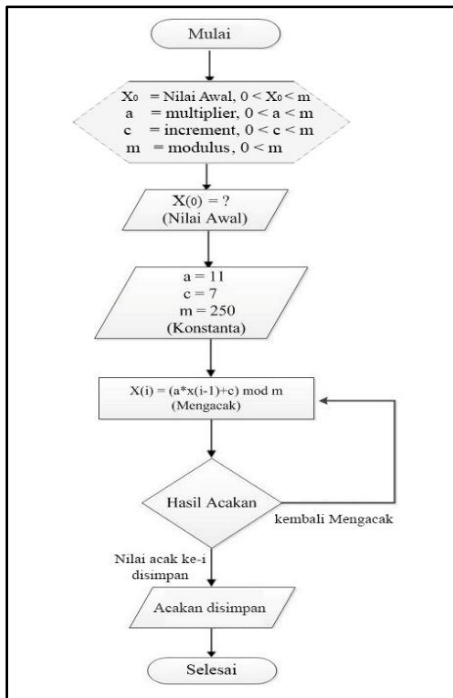 Mulai
X₀ = Nilai Awal, 0 < X₀ < m
a = multiplier, 0 < a < m
c = increment, 0 < c < m
m = modulus, 0 < m
X(₀) = ?
(Nilai Awal)
a = 11
c = 7
m = 250
(Konstanta)
X(i) = (a*x(i-1)+c) mod m
(Mengacak)
Hasil Acakan
kembali Mengacak
Nilai acak ke-i
disimpan
Acakan disimpan
Selesai